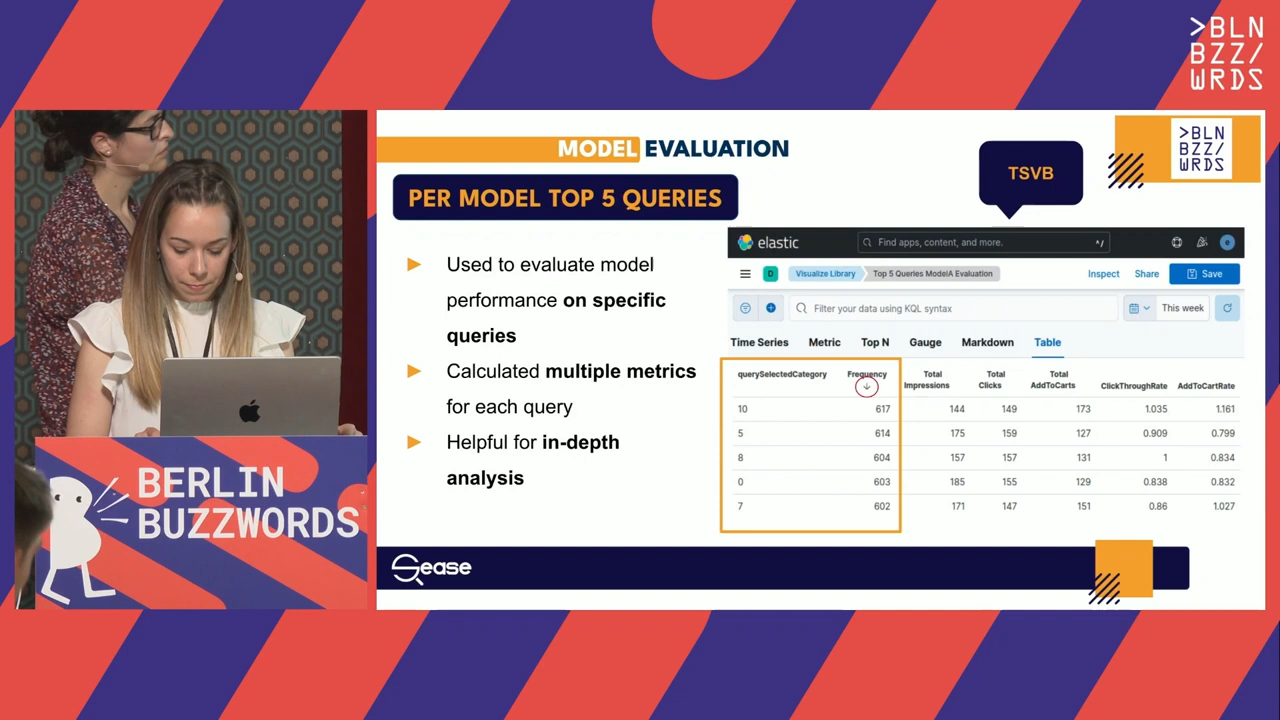 >BLN
BZZ/
WRDS
MODEL EVALUATION
>BLN
BZZ/
WRDS
TSVB
PER MODEL TOP 5 QUERIES
Used to evaluate model
performance on specific
queries
Calculated multiple metrics
for each query
Helpful for in-depth
analysis
elastic
Find apps, content, and more.
^/
e
D
Visualize Library
Top 5 Queries ModelA Evaluation
Inspect
Share
Save
Filter your data using KQL syntax
This week
Time Series Metric Top N Gauge Markdown Table
querySelectedCategory Frequency Total Impressions Total Clicks Total AddToCarts ClickThroughRate AddToCartRate
10 617 144 149 173 1.035 1.161
5 614 175 159 127 0.909 0.799
8 604 157 157 131 1 0.834
0 603 185 155 129 0.838 0.832
7 602 171 147 151 0.86 1.027
Sease
BERLIN
BUZZWORDS